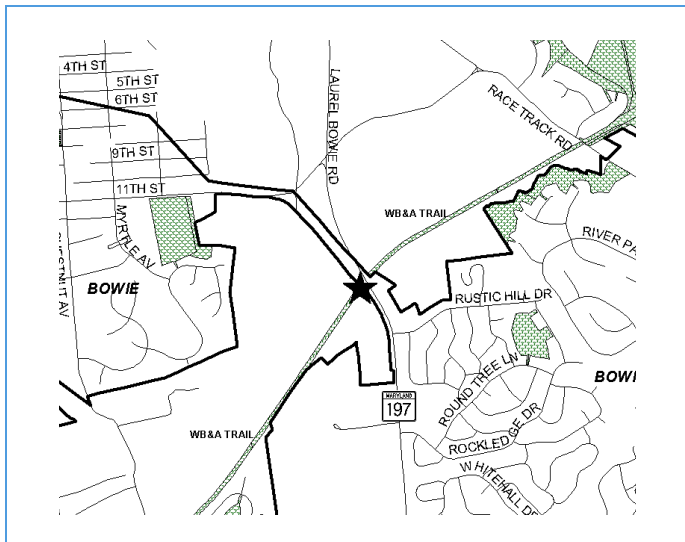 4TH ST
5TH ST
6TH ST
LAUREL BOWIE RD
RACE TRACK RD
9TH ST
11TH ST
MYRTLE AV
WB&A TRAIL
RIVER PA
CHESTNUT AV
BOWIE
RUSTIC HILL DR
ROUND TREE LN
BOWI
MARYLAND
197
WB&A TRAIL
ROCKLEDGE DR
WHITEHALL DR